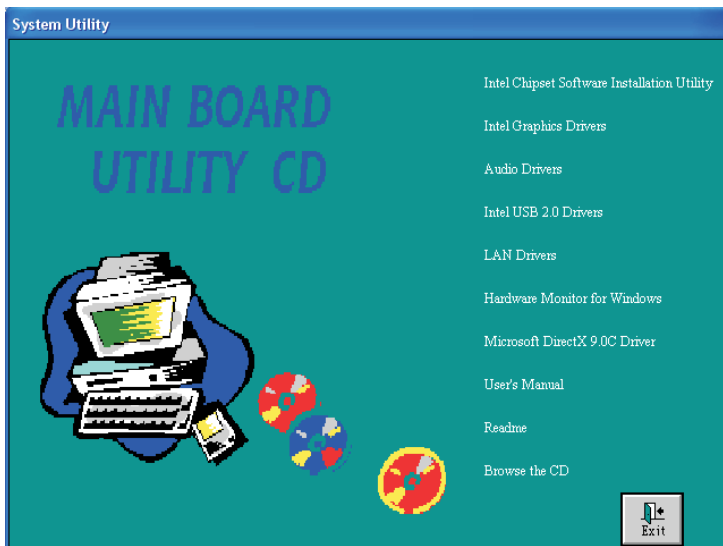 System Utility
MAIN BOARD
UTILITY CD
Intel Chipset Software Installation Utility
Intel Graphics Drivers
Audio Drivers
Intel USB 2.0 Drivers
LAN Drivers
Hardware Monitor for Windows
Microsoft DirectX 9.0C Driver
User's Manual
Readme
Browse the CD
Exit